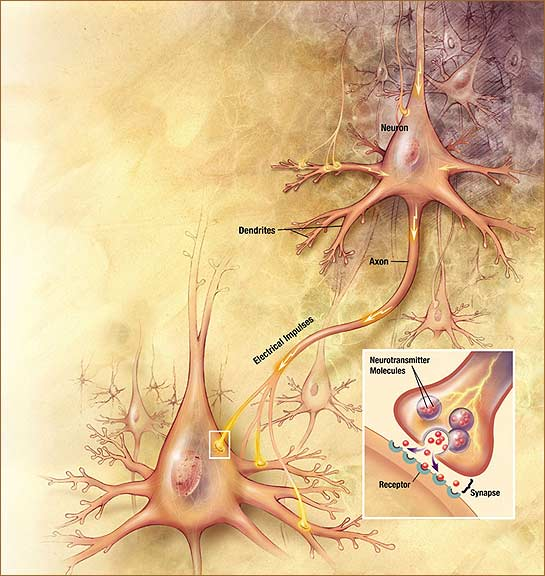 Neuron
Dendrites
Axon
Electrical Impulses
Neurotransmitter
Molecules
Receptor
Synapse